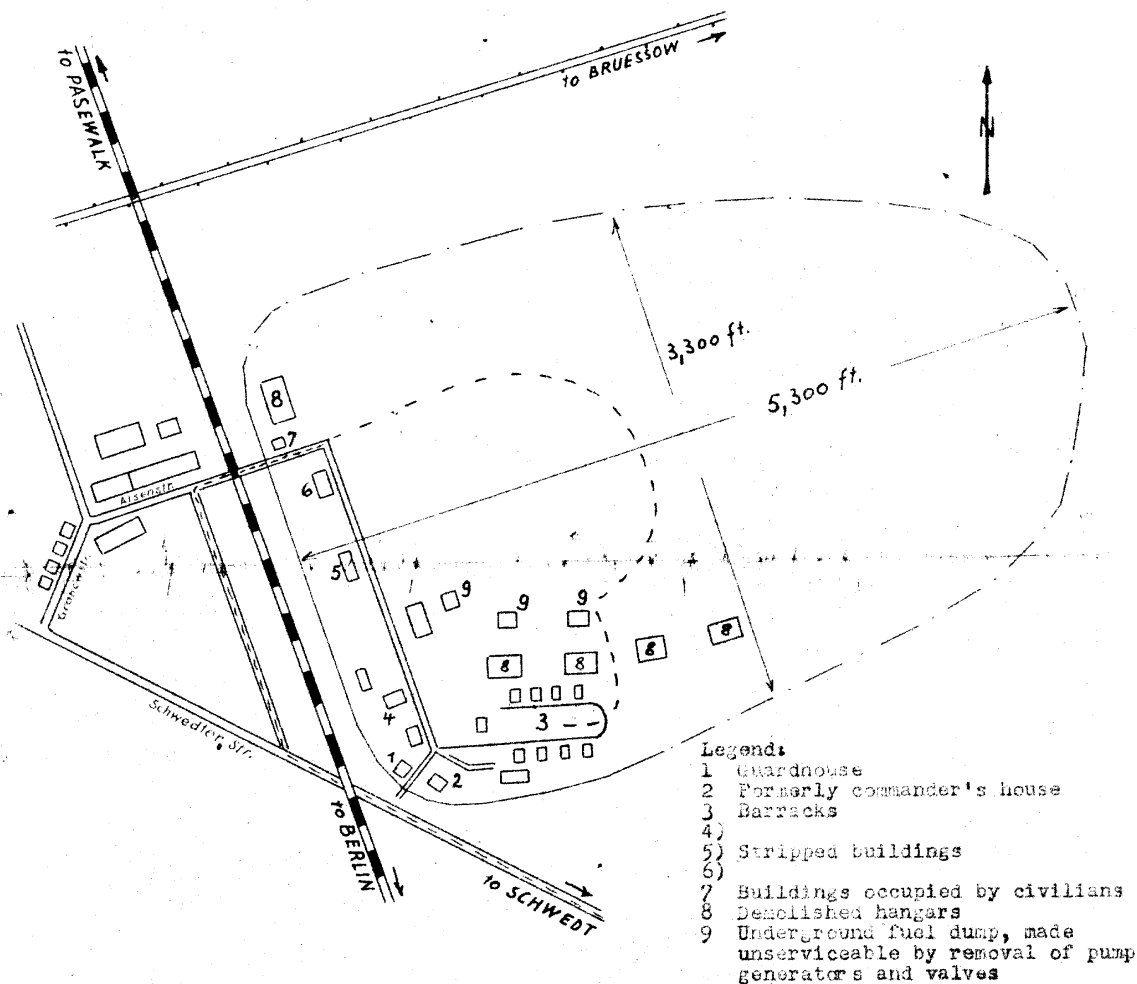 to PASEWALK
to BRUESSOW
N
3,300 ft.
5,300 ft.
8
7
6
Alsenstr.
Grabowstr.
5
9
9
9
8
8
8
8
4
3
1
2
Schwedter Str.
to BERLIN
to SCHWEDT
Legend:
1 Guardhouse
2 Formerly commander's house
3 Barracks
4)
5) Stripped buildings
6)
7 Buildings occupied by civilians
8 Demolished hangars
9 Underground fuel dump, made
unserviceable by removal of pump
generators and valves